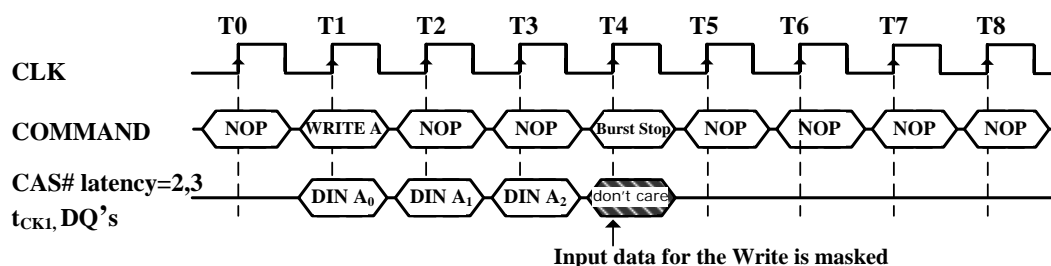 T0 T1 T2 T3 T4 T5 T6 T7 T8
CLK
COMMAND NOP WRITE A NOP NOP Burst Stop NOP NOP NOP NOP
CAS# latency=2,3
DIN A0 DIN A1 DIN A2 don't care
tCK1, DQ's
Input data for the Write is masked